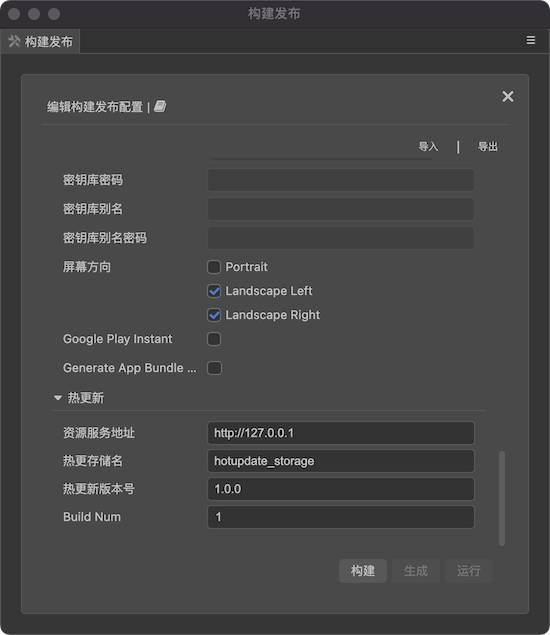 构建发布
构建发布
编辑构建发布配置 |
导入 | 导出
密钥库密码
密钥库别名
密钥库别名密码
屏幕方向 Portrait
Landscape Left
Landscape Right
Google Play Instant
Generate App Bundle ...
热更新
资源服务地址 http://127.0.0.1
热更存储名 hotupdate_storage
热更新版本号 1.0.0
Build Num 1
构建 生成 运行